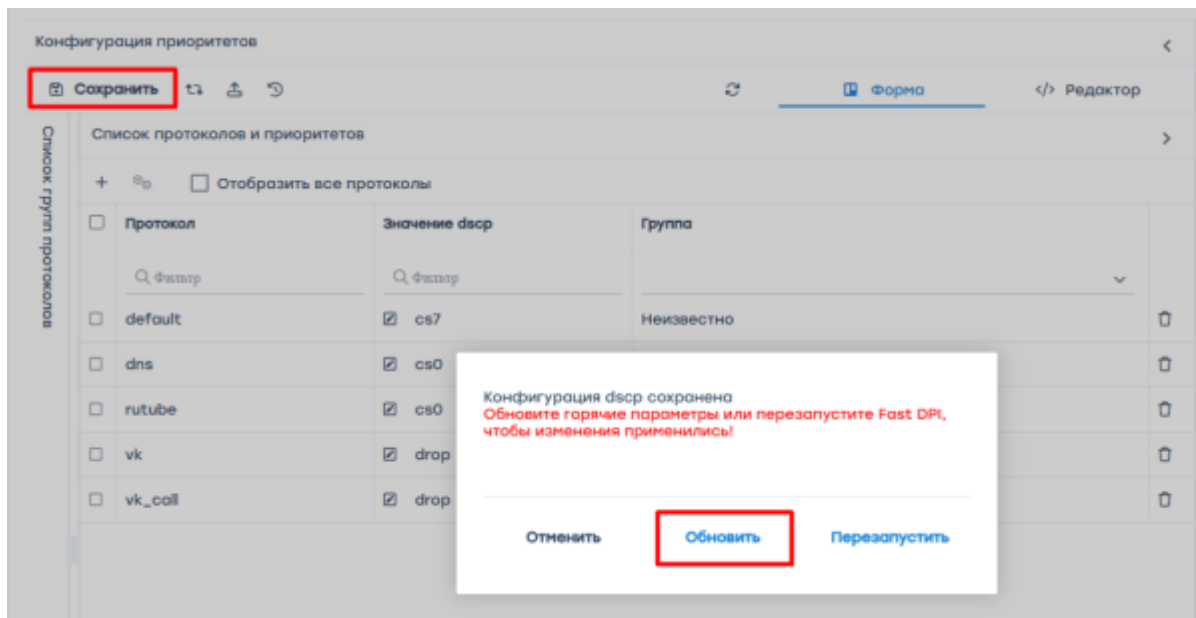 Конфигурация приоритетов
Сохранить
Форма
</> Редактор
Список групп протоколов
Список протоколов и приоритетов
Отобразить все протоколы
Протокол Значение dscp Группа
Фильтр Фильтр
default cs7 Неизвестно
dns cs0
rutube cs0
vk drop
vk_call drop
Конфигурация dscp сохранена
Обновите горячие параметры или перезапустите Fast DPI,
чтобы изменения применились!
Отменить Обновить Перезапустить